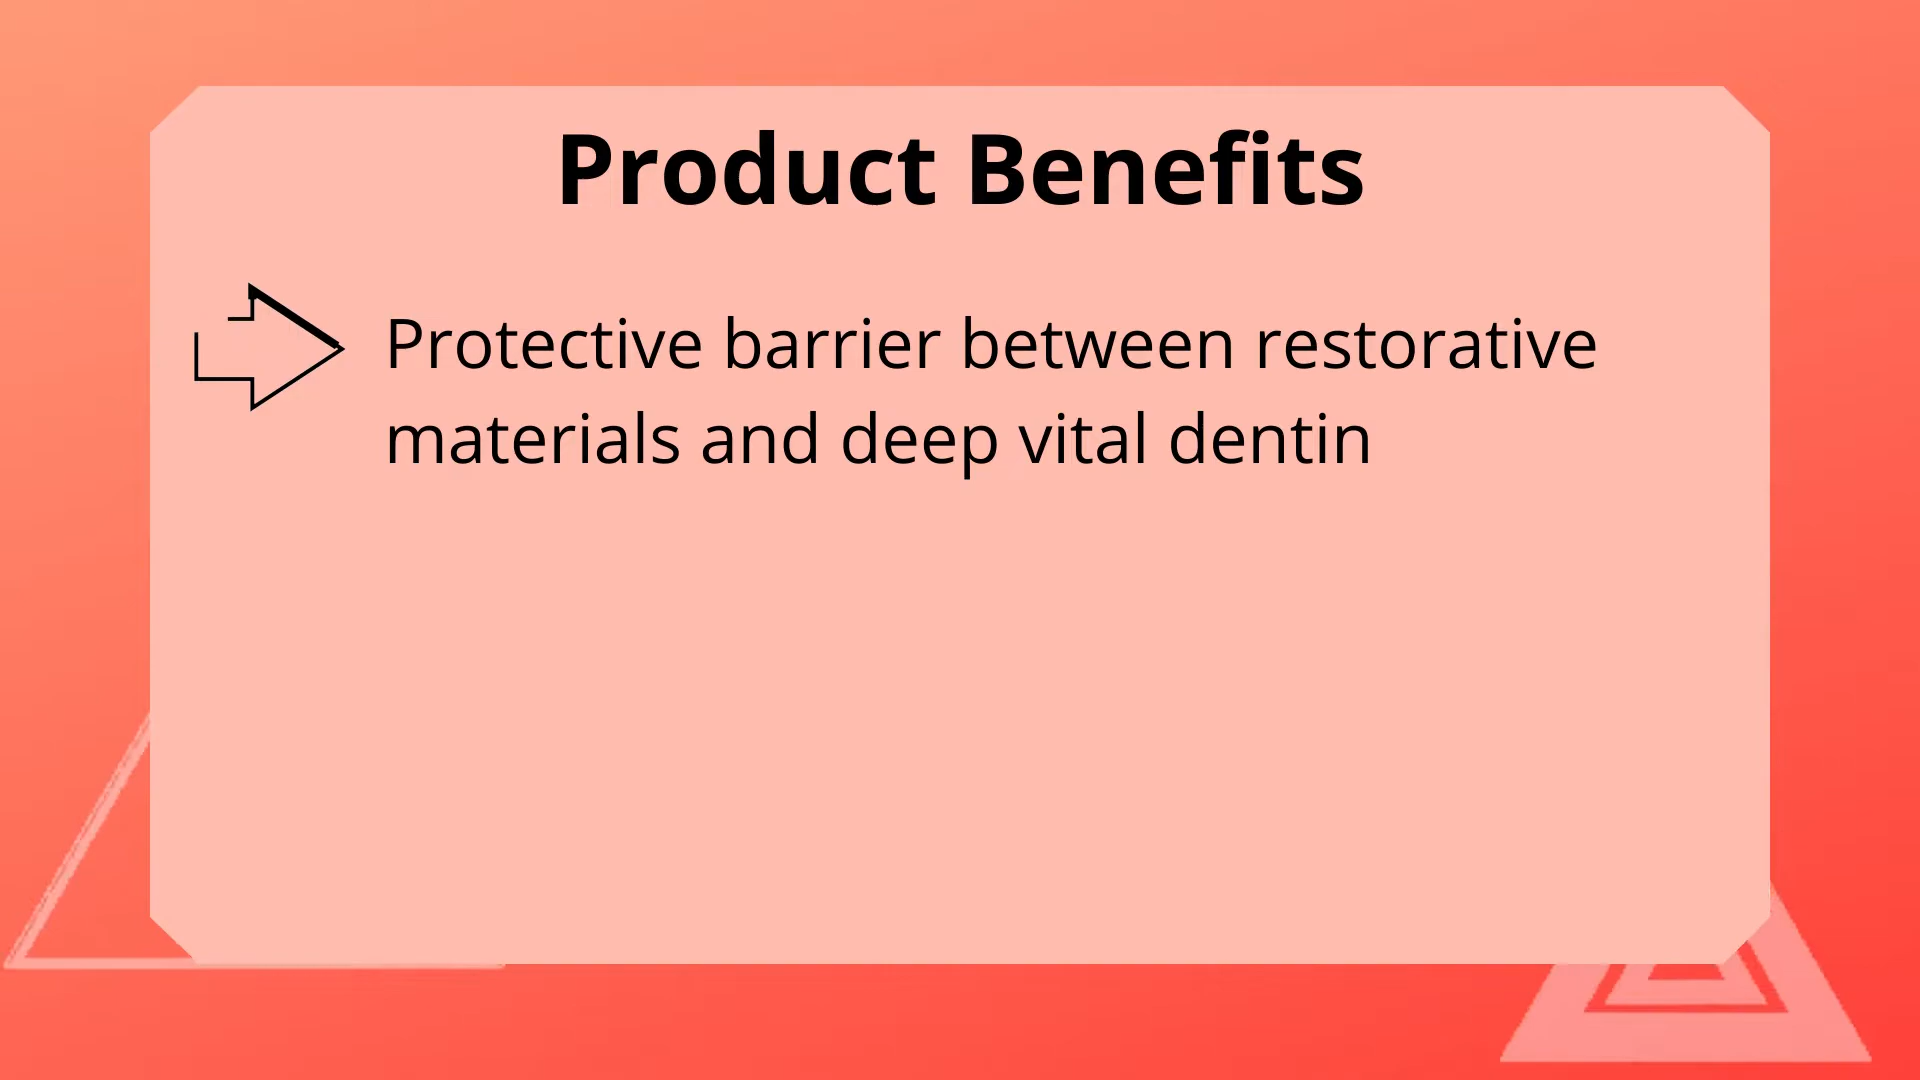 Product Benefits
Protective barrier between restorative
materials and deep vital dentin